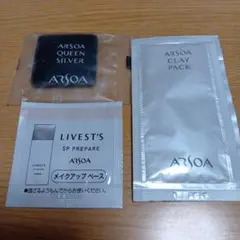 ARSOA
QUEEN
SILVER
ARSOA
LIVEST'S
SP PREPARE
ARSOA
メイクアップ ベース
ARSOA
CLAY
PACK
ARSOA